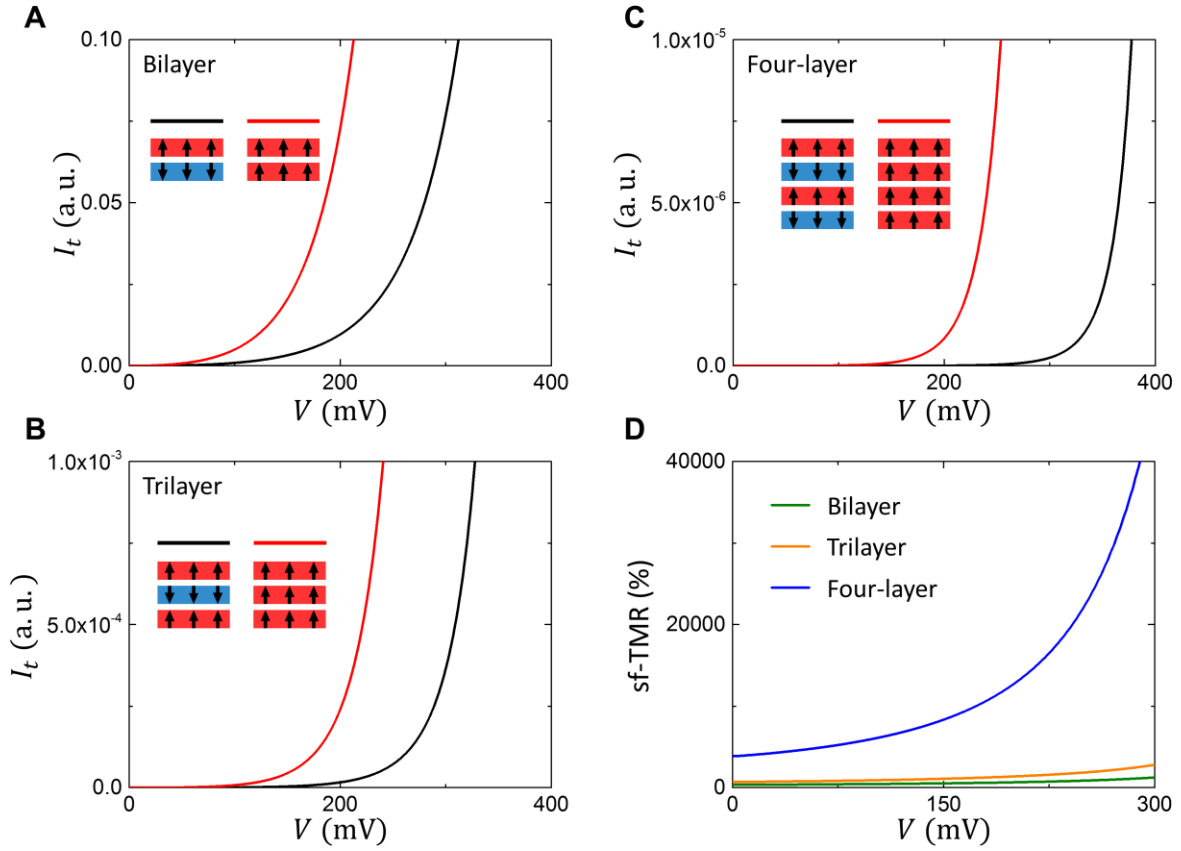 A
Bilayer
0.10
0.05
0.00
I_t (a. u.)
0
200
400
V (mV)
B
Trilayer
1.0x10⁻³
5.0x10⁻⁴
0.0
I_t (a. u.)
0
200
400
V (mV)
C
Four-layer
1.0x10⁻⁵
5.0x10⁻⁶
0.0
I_t (a. u.)
0
200
400
V (mV)
D
Bilayer
Trilayer
Four-layer
40000
20000
0
sf-TMR (%)
0
150
300
V (mV)